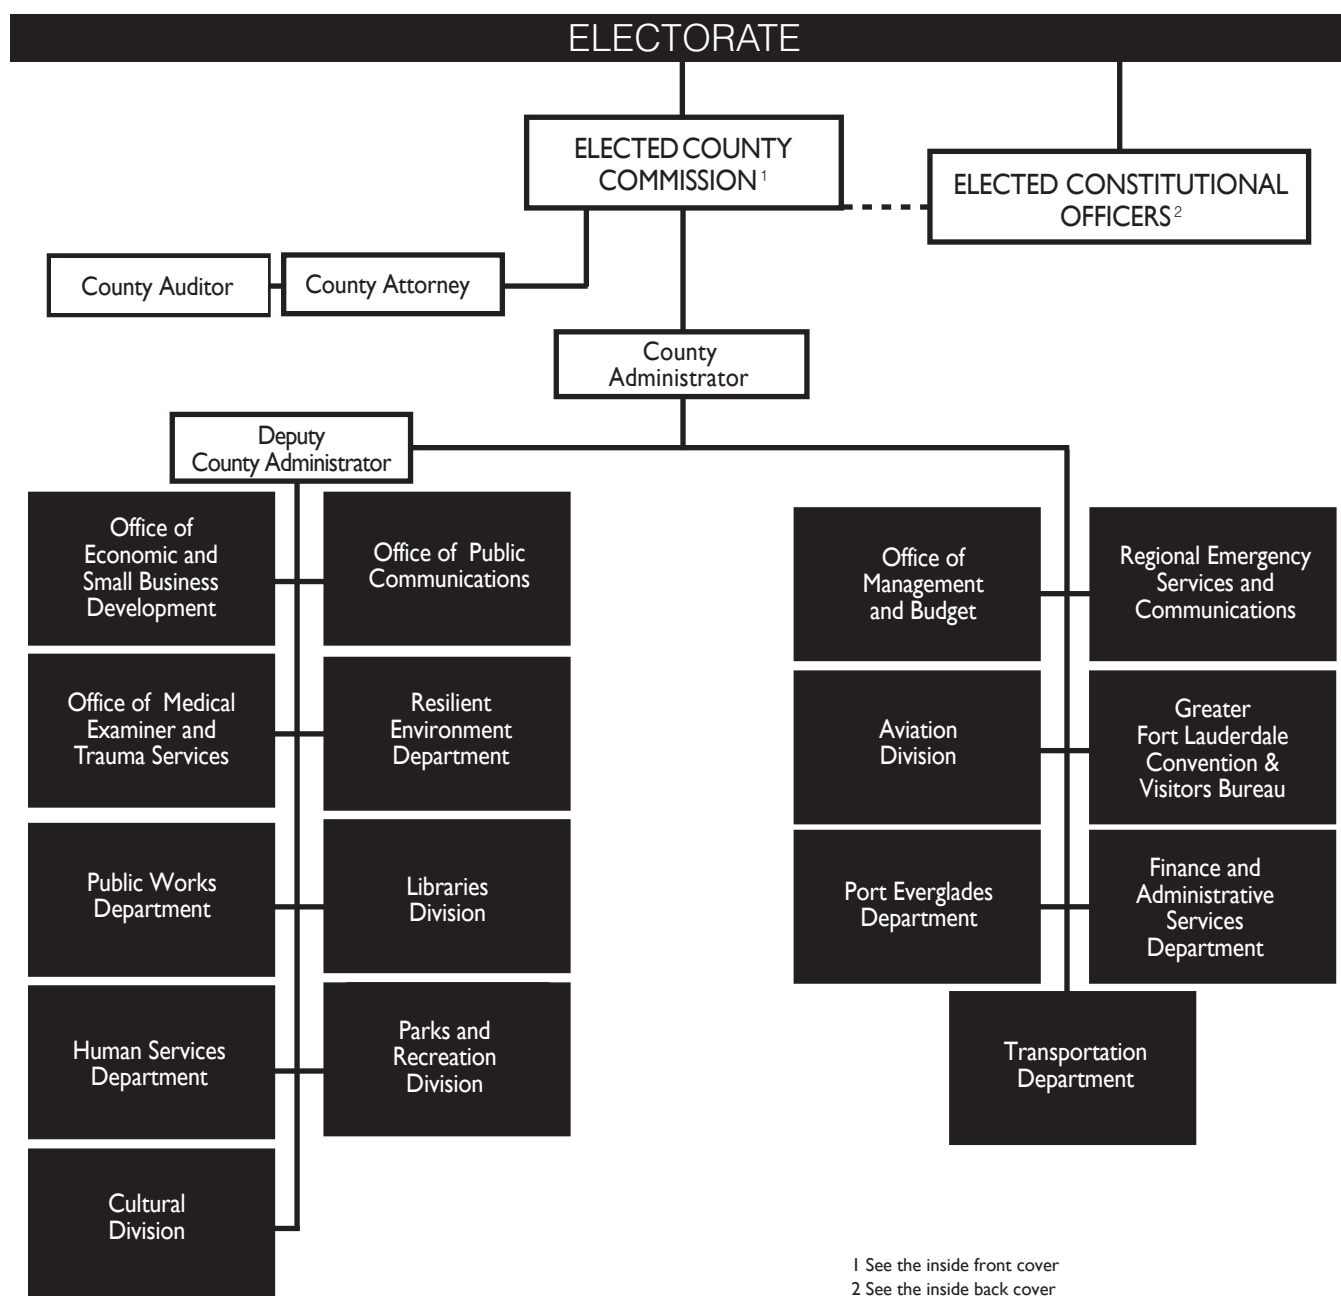 ELECTORATE
ELECTED COUNTY
COMMISSION 1
ELECTED CONSTITUTIONAL
OFFICERS 2
County Auditor
County Attorney
County
Administrator
Deputy
County Administrator
Office of
Economic and
Small Business
Development
Office of Public
Communications
Office of Medical
Examiner and
Trauma Services
Resilient
Environment
Department
Public Works
Department
Libraries
Division
Human Services
Department
Parks and
Recreation
Division
Cultural
Division
Office of
Management
and Budget
Regional Emergency
Services and
Communications
Aviation
Division
Greater
Fort Lauderdale
Convention &
Visitors Bureau
Port Everglades
Department
Finance and
Administrative
Services
Department
Transportation
Department
1 See the inside front cover
2 See the inside back cover